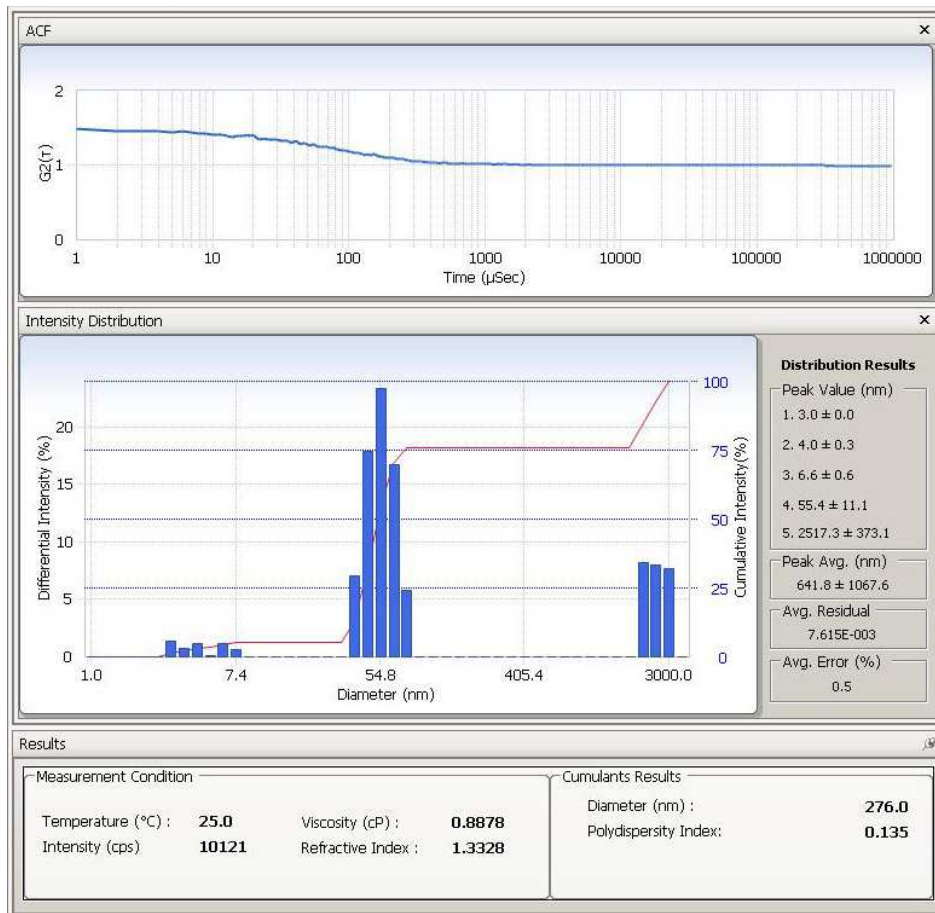 ACF
2
1
0
G2(τ)
1 10 100 1000 10000 100000 1000000
Time (µSec)
Intensity Distribution
20
15
10
5
0
Differential Intensity (%)
100
75
50
25
0
Cumulative Intensity(%)
1.0 7.4 54.8 405.4 3000.0
Diameter (nm)
Distribution Results
Peak Value (nm)
1. 3.0 ± 0.0
2. 4.0 ± 0.3
3. 6.6 ± 0.6
4. 55.4 ± 11.1
5. 2517.3 ± 373.1
Peak Avg. (nm)
641.8 ± 1067.6
Avg. Residual
7.615E-003
Avg. Error (%)
0.5
Results
Measurement Condition
Temperature (°C) : 25.0 Viscosity (cP) : 0.8878
Intensity (cps) 10121 Refractive Index : 1.3328
Cumulants Results
Diameter (nm) : 276.0
Polydispersity Index: 0.135